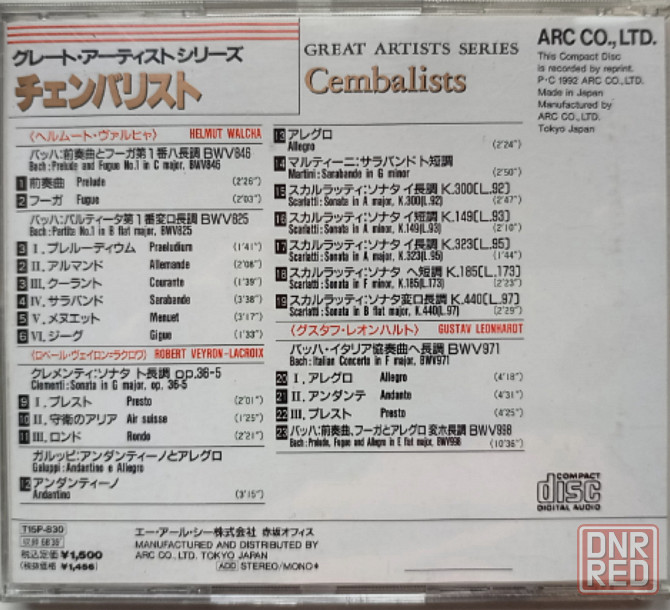 グレート・アーティストシリーズ
チェンバリスト
GREAT ARTISTS SERIES
Cembalists
ARC CO., LTD.
This Compact Disc
is recorded by reprint.
P・C 1992 ARC CO., LTD.
Made in Japan
Manufactured by
ARC CO., LTD.
Tokyo Japan
〈ヘルムート・ヴァルヒャ〉 HELMUT WALCHA
バッハ:前奏曲とフーガ第1番ハ長調 BWV846
Bach:Prelude and Fugue No.1 in C major, BWV846
1 前奏曲 Prelude (2'26")
2 フーガ Fugue (2'03")
バッハ:パルティータ第1番変ロ長調 BWV825
Bach:Partita No.1 in B flat major, BWV825
3 I. プレルーディウム Praeludium (1'41")
2 II. アルマンド Allemande (2'08")
3 III. クーラント Courante (1'39")
4 IV. サラバンド Sarabande (3'38")
5 V. メヌエット Menuet (3'17")
6 VI. ジーグ Gigue (1'33")
〈ロベール・ヴェイロン=ラクロワ〉 ROBERT VEYRON-LACROIX
クレメンティ:ソナタ ト長調 op.36-5
Clementi:Sonata in G major, op. 36-5
9 I. プレスト Presto (2'01")
10 II. 守衛のアリア Air suisse (1'25")
11 III. ロンド Rondo (2'21")
ガルッピ:アンダンティーノとアレグロ
Galuppi:Andantino e Allegro
12 アンダンティーノ
Andantino (3'15")
13 アレグロ
Allegro (2'24")
14 マルティーニ:サラバンド ト短調
Martini:Sarabande in G minor (2'50")
15 スカルラッティ:ソナタ イ長調 K.300[L.92]
Scarlatti:Sonata in A major, K.300(L.92) (2'47")
16 スカルラッティ:ソナタ イ短調 K.149[L.93]
Scarlatti:Sonata in A minor, K.149(L.93) (2'10")
17 スカルラッティ:ソナタ イ長調 K.323[L.95]
Scarlatti:Sonata in A major, K.323(L.95) (1'44")
18 スカルラッティ:ソナタ ヘ短調 K.185[L.173]
Scarlatti:Sonata in F minor, K.185(L.173) (2'23")
19 スカルラッティ:ソナタ変ロ長調 K.440[L.97]
Scarlatti:Sonata in B flat major, K.440(L.97) (2'29")
〈グスタフ・レオンハルト〉 GUSTAV LEONHARDT
バッハ・イタリア協奏曲ヘ長調 BWV971
Bach:Italian Concerto in F major, BWV971
20 I. アレグロ Allegro (4'18")
21 II. アンダンテ Andante (4'31")
22 III. プレスト Presto (4'25")
23 バッハ:前奏曲、フーガとアレグロ 変ホ長調 BWV998
Bach:Prelude, Fugue and Allegro in E flat major, BWV998 (10'36")
COMPACT
disc
DIGITAL AUDIO
T15P-830
税込定価 ¥1,500
(税抜価格 ¥1,456)
エー・アール・シー株式会社 赤坂オフィス
MANUFACTURED AND DISTRIBUTED BY
ARC CO., LTD. TOKYO JAPAN
ADD STEREO/MONO*
DNR
RED